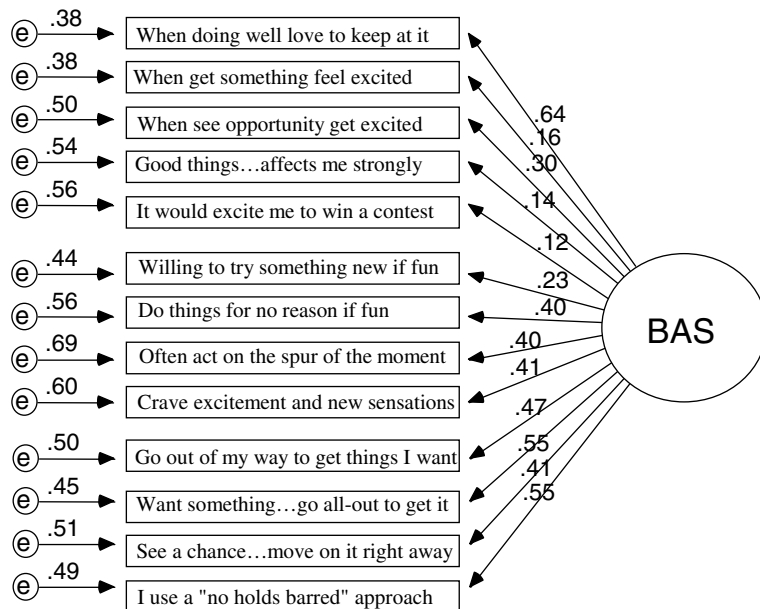 e .38 When doing well love to keep at it
e .38 When get something feel excited
e .50 When see opportunity get excited
e .54 Good things…affects me strongly
e .56 It would excite me to win a contest
e .44 Willing to try something new if fun
e .56 Do things for no reason if fun
e .69 Often act on the spur of the moment
e .60 Crave excitement and new sensations
e .50 Go out of my way to get things I want
e .45 Want something…go all-out to get it
e .51 See a chance…move on it right away
e .49 I use a "no holds barred" approach
.64
.16
.30
.14
.12
.23
.40
.40
.41
.47
.55
.41
.55
BAS